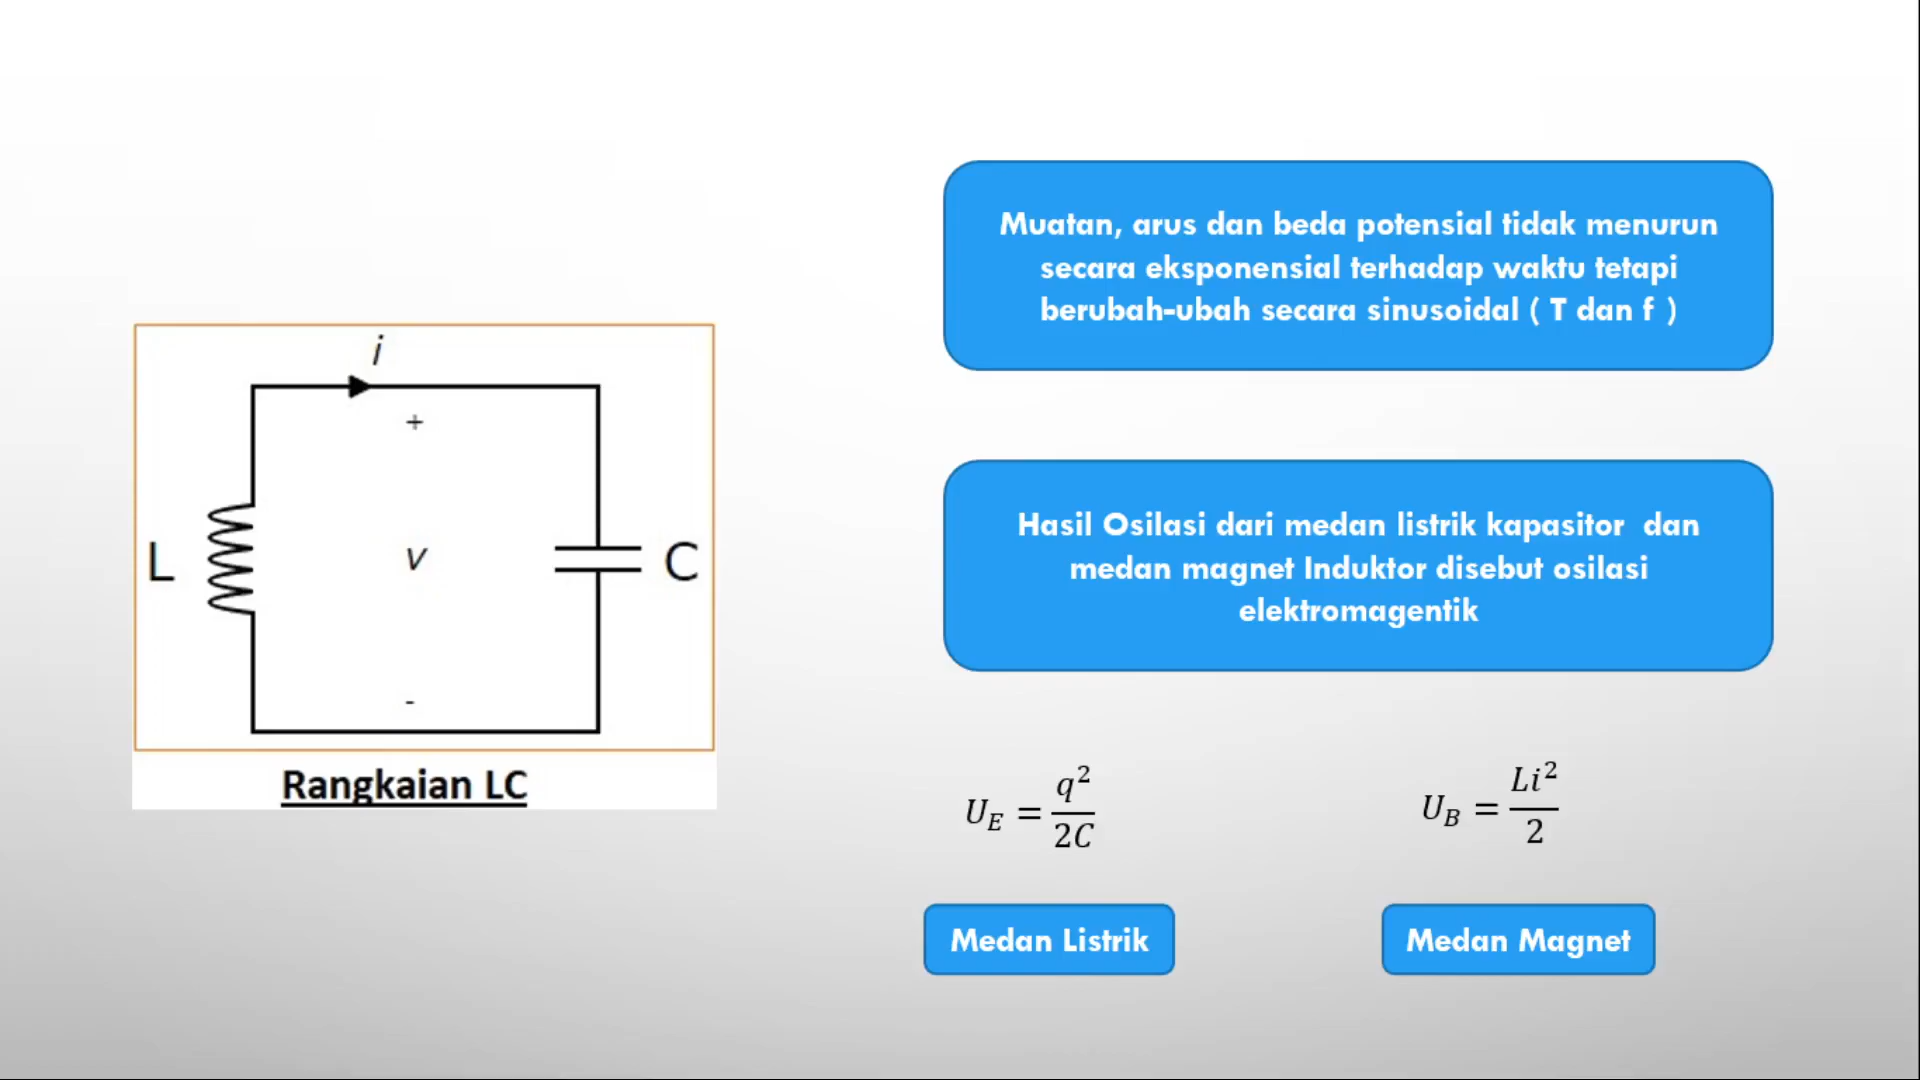 i
+
L
v
C
-
Rangkaian LC
Muatan, arus dan beda potensial tidak menurun
secara eksponensial terhadap waktu tetapi
berubah-ubah secara sinusoidal ( T dan f )
Hasil Osilasi dari medan listrik kapasitor dan
medan magnet Induktor disebut osilasi
elektromagentik
U_E = q²/2C
U_B = Li²/2
Medan Listrik
Medan Magnet